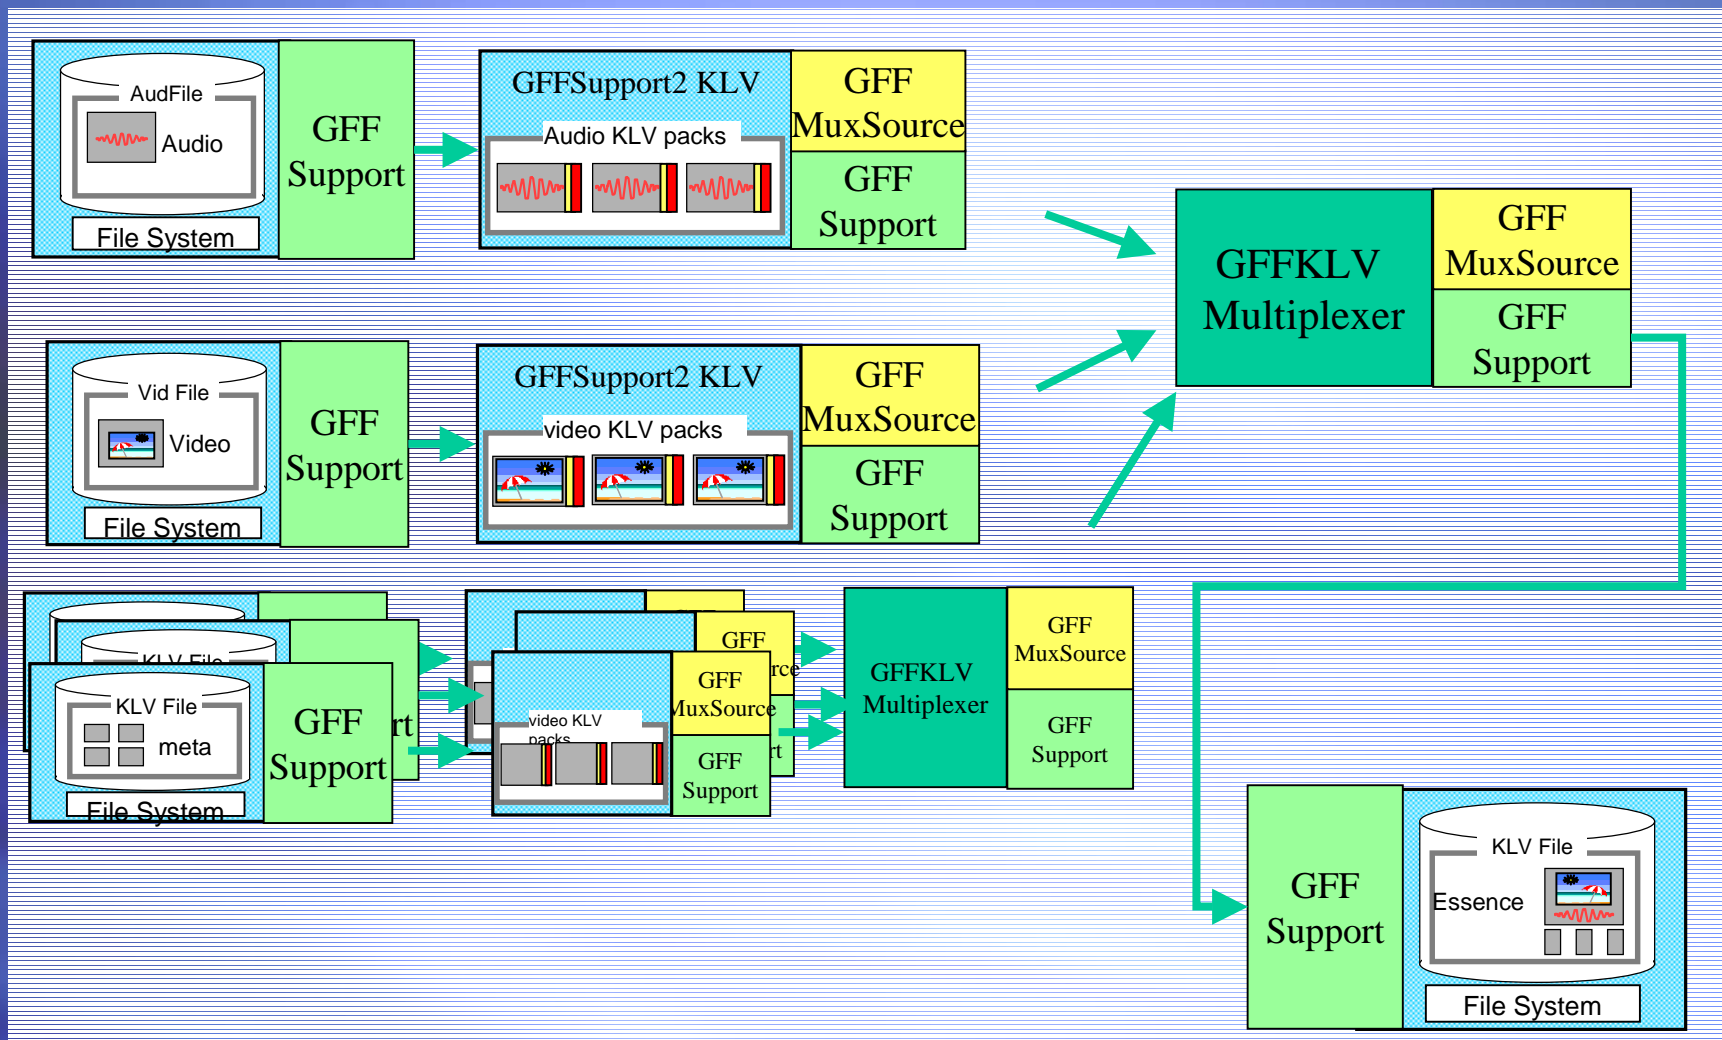 AudFile
Audio
File System
GFF
Support
GFFSupport2 KLV
Audio KLV packs
GFF
MuxSource
GFF
Support
GFFKLV
Multiplexer
GFF
MuxSource
GFF
Support
Vid File
Video
File System
GFF
Support
GFFSupport2 KLV
video KLV packs
GFF
MuxSource
GFF
Support
KLV File
KLV File
meta
File System
GFF
Support
GFF
video KLV
packs
GFF
MuxSource
GFF
Support
GFFKLV
Multiplexer
GFF
MuxSource
GFF
Support
GFF
Support
KLV File
Essence
File System